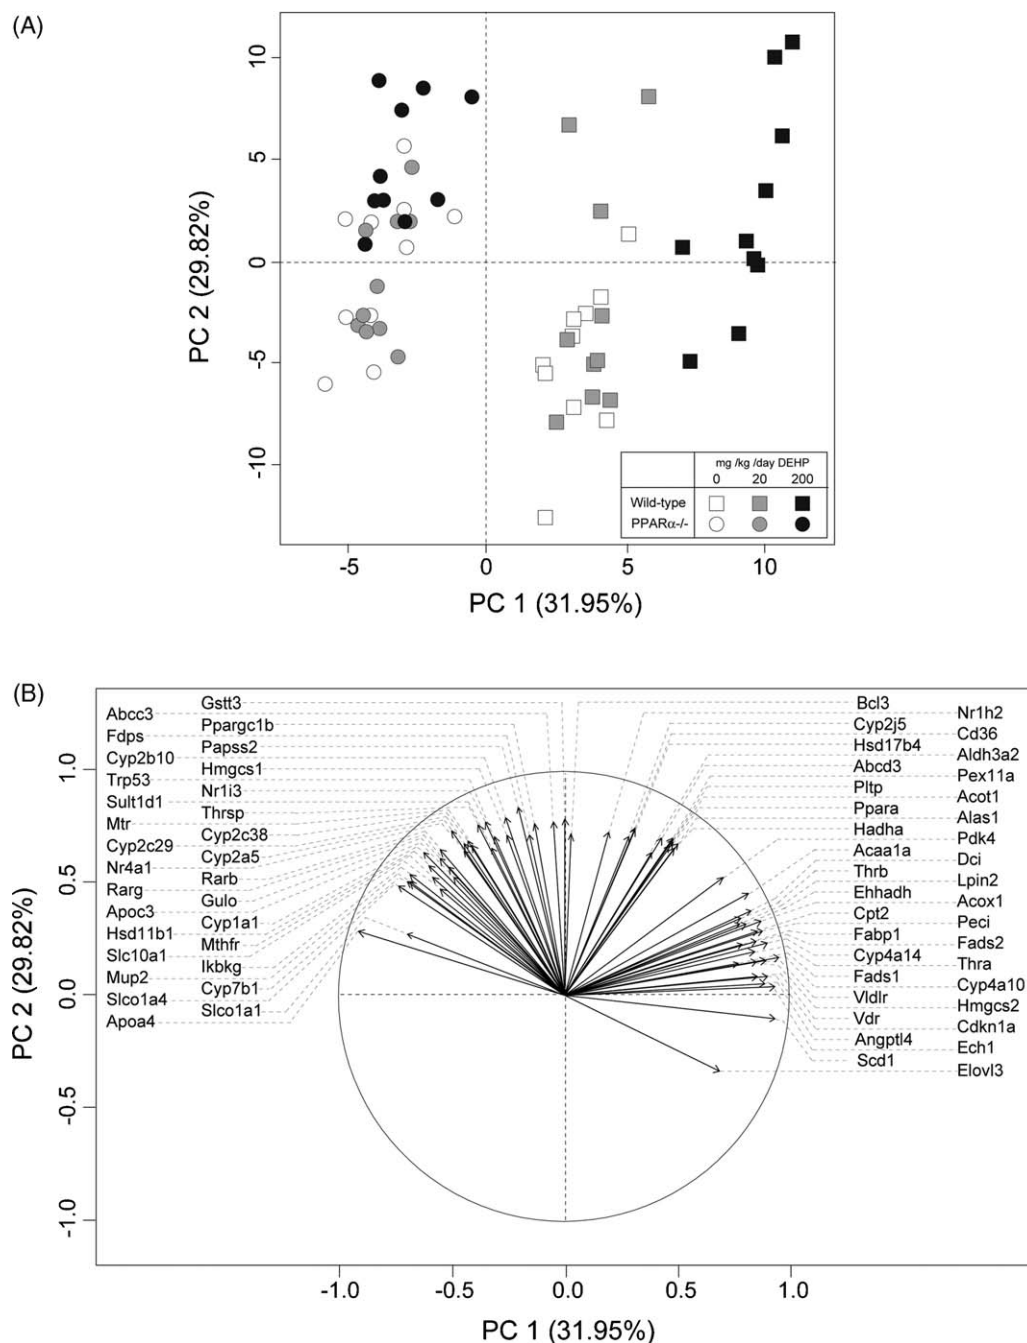 (A)
PC 2 (29.82%)
10
5
0
-5
-10
mg /kg /day DEHP
0 20 200
Wild-type
PPARα-/-
-5 0 5 10
PC 1 (31.95%)
(B)
PC 2 (29.82%)
1.0
0.5
0.0
-0.5
-1.0
Abcc3
Fdps
Cyp2b10
Trp53
Sult1d1
Mtr
Cyp2c29
Nr4a1
Rarg
Apoc3
Hsd11b1
Slc10a1
Mup2
Slco1a4
Apoa4
Gstt3
Ppargc1b
Papss2
Hmgcs1
Nr1i3
Thrsp
Cyp2c38
Cyp2a5
Rarb
Gulo
Cyp1a1
Mthfr
Ikbkg
Cyp7b1
Slco1a1
Bcl3
Cyp2j5
Hsd17b4
Abcd3
Pltp
Ppara
Hadha
Acaa1a
Thrb
Ehhadh
Cpt2
Fabp1
Cyp4a14
Fads1
Vldlr
Vdr
Angptl4
Scd1
Nr1h2
Cd36
Aldh3a2
Pex11a
Acot1
Alas1
Pdk4
Dci
Lpin2
Acox1
Peci
Fads2
Thra
Cyp4a10
Hmgcs2
Cdkn1a
Ech1
Elovl3
-1.0 -0.5 0.0 0.5 1.0
PC 1 (31.95%)